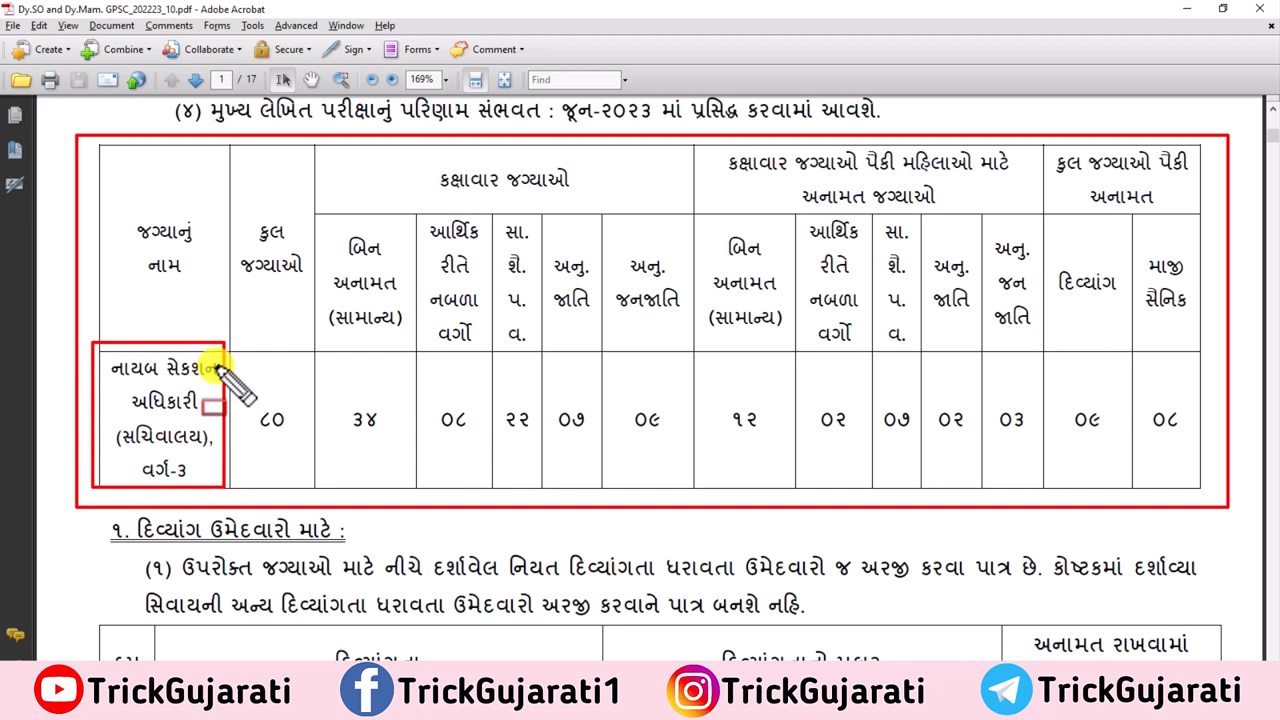 Dy.SO and Dy.Mam. GPSC_202223_10.pdf - Adobe Acrobat
File Edit View Document Comments Forms Tools Advanced Window Help
Create Combine Collaborate Secure Sign Forms Comment
1 / 17 169% Find
(૪) મુખ્ય લેખિત પરીક્ષાનું પરિણામ સંભવત : જૂન-૨૦૨૩ માં પ્રસિદ્ધ કરવામાં આવશે.
જગ્યાનું નામ
કુલ જગ્યાઓ
કક્ષાવાર જગ્યાઓ
કક્ષાવાર જગ્યાઓ પૈકી મહિલાઓ માટે
અનામત જગ્યાઓ
કુલ જગ્યાઓ પૈકી
અનામત
બિન અનામત (સામાન્ય)
આર્થિક રીતે નબળા વર્ગો
સા. શૈ. પ. વ.
અનુ. જાતિ
અનુ. જનજાતિ
બિન અનામત (સામાન્ય)
આર્થિક રીતે નબળા વર્ગો
સા. શૈ. પ. વ.
અનુ. જાતિ
અનુ. જન જાતિ
દિવ્યાંગ
માજી સૈનિક
નાયબ સેકશન
અધિકારી
(સચિવાલય),
વર્ગ-૩
૮૦ ૩૪ ૦૮ ૨૨ ૦૭ ૦૯ ૧૨ ૦૨ ૦૭ ૦૨ ૦૩ ૦૯ ૦૮
૧. દિવ્યાંગ ઉમેદવારો માટે :
(૧) ઉપરોક્ત જગ્યાઓ માટે નીચે દર્શાવેલ નિયત દિવ્યાંગતા ધરાવતા ઉમેદવારો જ અરજી કરવા પાત્ર છે. કોષ્ટકમાં દર્શાવ્યા
સિવાયની અન્ય દિવ્યાંગતા ધરાવતા ઉમેદવારો અરજી કરવાને પાત્ર બનશે નહિ.
અનામત રાખવામાં
TrickGujarati TrickGujarati1 TrickGujarati TrickGujarati